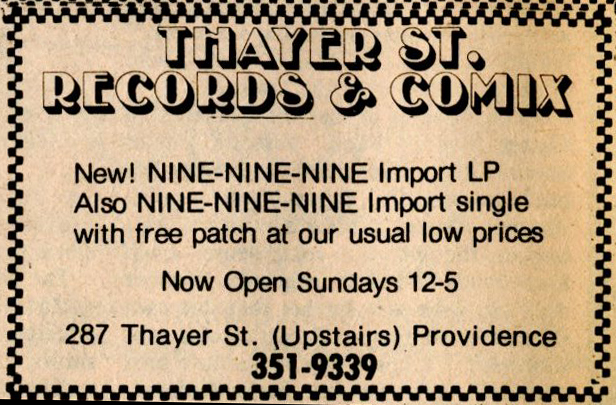 THAYER ST.
RECORDS & COMIX
New! NINE-NINE-NINE Import LP
Also NINE-NINE-NINE Import single
with free patch at our usual low prices
Now Open Sundays 12-5
287 Thayer St. (Upstairs) Providence
351-9339